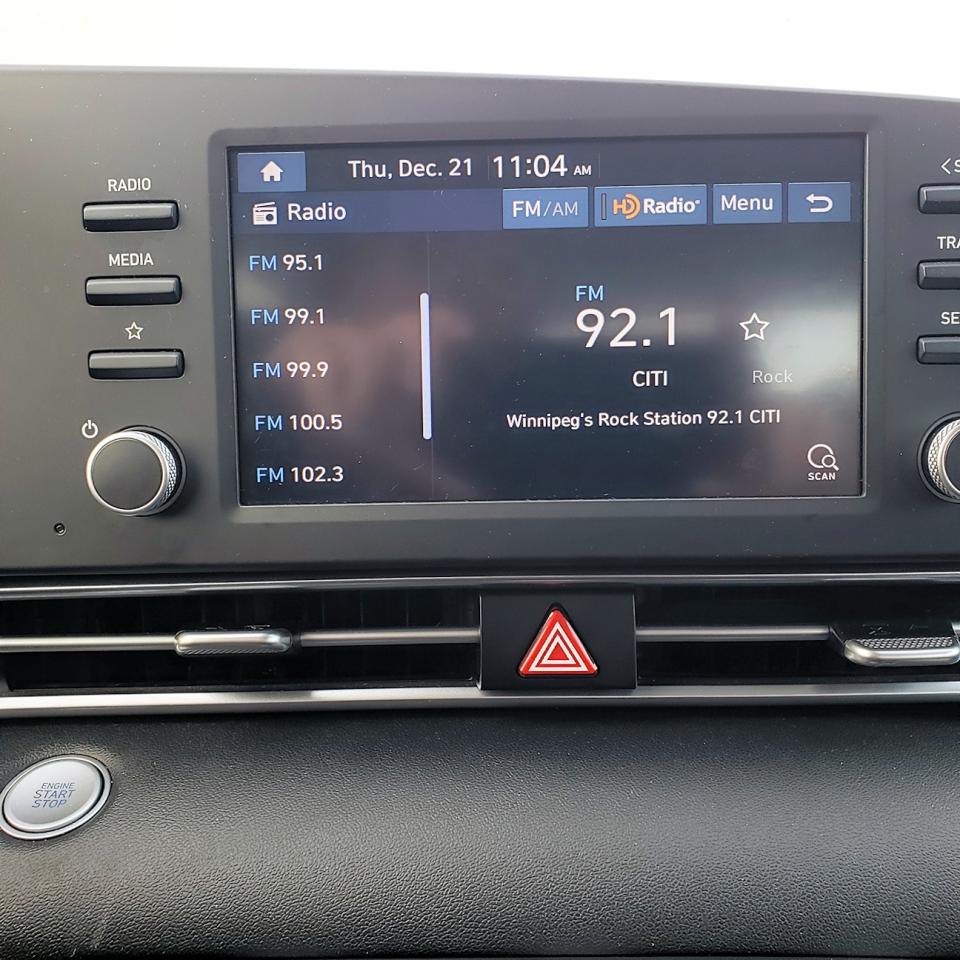 RADIO
MEDIA
Thu, Dec. 21 11:04 AM
Radio FM/AM HD Radio Menu
FM 95.1
FM 99.1
FM 99.9
FM 100.5
FM 102.3
FM
92.1
CITI Rock
Winnipeg's Rock Station 92.1 CITI
SCAN
ENGINE
START
STOP